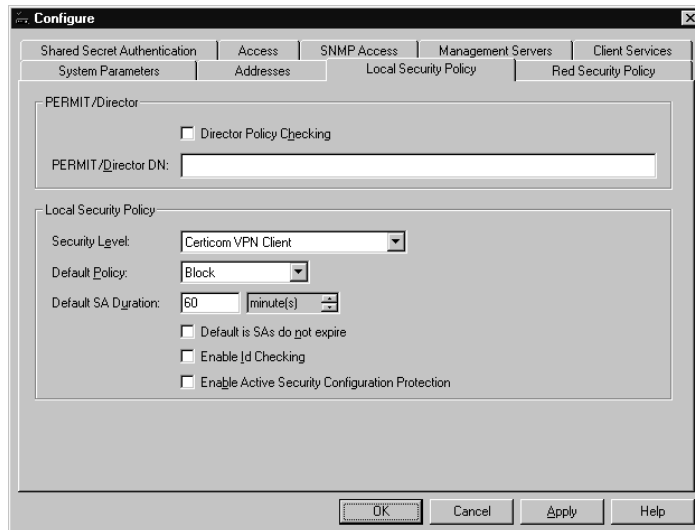 Configure
Shared Secret Authentication
Access
SNMP Access
Management Servers
Client Services
System Parameters
Addresses
Local Security Policy
Red Security Policy
PERMIT/Director
Director Policy Checking
PERMIT/Director DN:
Local Security Policy
Security Level: Certicom VPN Client
Default Policy: Block
Default SA Duration: 60 minute(s)
Default is SAs do not expire
Enable Id Checking
Enable Active Security Configuration Protection
OK
Cancel
Apply
Help